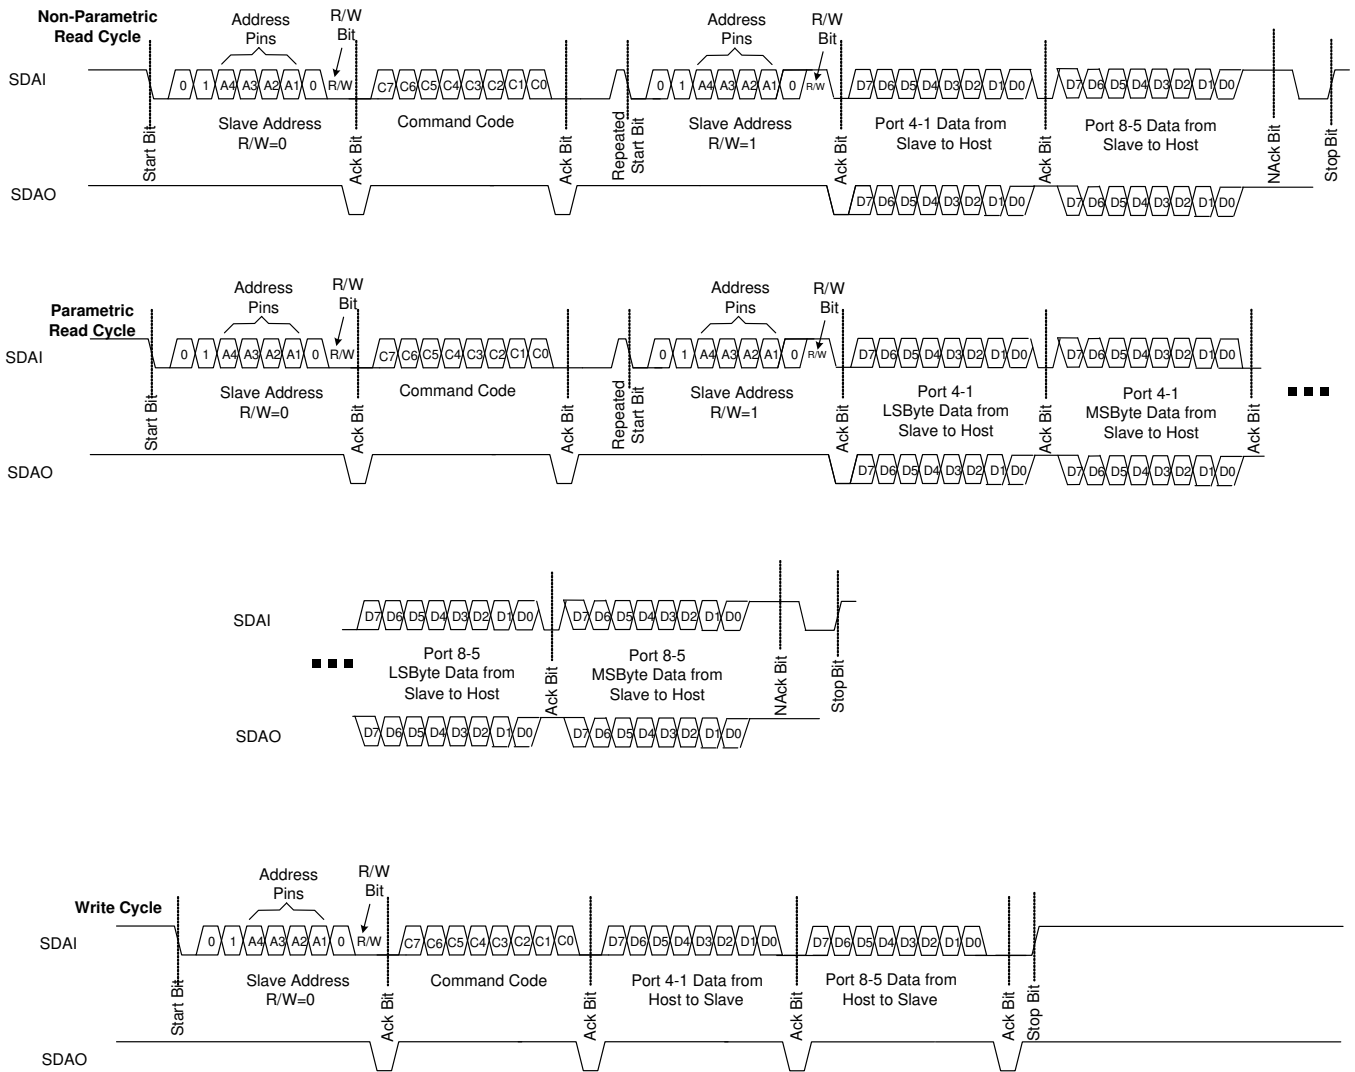 Non-Parametric
Read Cycle
Address
Pins
R/W
Bit
Address
Pins
R/W
Bit
SDAI
0 1 A4 A3 A2 A1 0 R/W
C7 C6 C5 C4 C3 C2 C1 C0
0 1 A4 A3 A2 A1 0 R/W
D7 D6 D5 D4 D3 D2 D1 D0
D7 D6 D5 D4 D3 D2 D1 D0
Start Bit
Slave Address
R/W=0
Ack Bit
Command Code
Ack Bit
Repeated
Start Bit
Slave Address
R/W=1
Ack Bit
Port 4-1 Data from
Slave to Host
Ack Bit
Port 8-5 Data from
Slave to Host
NAck Bit
Stop Bit
SDAO
D7 D6 D5 D4 D3 D2 D1 D0
D7 D6 D5 D4 D3 D2 D1 D0
Parametric
Read Cycle
Address
Pins
R/W
Bit
Address
Pins
R/W
Bit
SDAI
0 1 A4 A3 A2 A1 0 R/W
C7 C6 C5 C4 C3 C2 C1 C0
0 1 A4 A3 A2 A1 0 R/W
D7 D6 D5 D4 D3 D2 D1 D0
D7 D6 D5 D4 D3 D2 D1 D0
Start Bit
Slave Address
R/W=0
Ack Bit
Command Code
Ack Bit
Repeated
Start Bit
Slave Address
R/W=1
Ack Bit
Port 4-1
LSByte Data from
Slave to Host
Ack Bit
Port 4-1
MSByte Data from
Slave to Host
Ack Bit
SDAO
D7 D6 D5 D4 D3 D2 D1 D0
D7 D6 D5 D4 D3 D2 D1 D0
SDAI
D7 D6 D5 D4 D3 D2 D1 D0
D7 D6 D5 D4 D3 D2 D1 D0
Port 8-5
LSByte Data from
Slave to Host
Ack Bit
Port 8-5
MSByte Data from
Slave to Host
NAck Bit
Stop Bit
SDAO
D7 D6 D5 D4 D3 D2 D1 D0
D7 D6 D5 D4 D3 D2 D1 D0
Write Cycle
Address
Pins
R/W
Bit
SDAI
0 1 A4 A3 A2 A1 0 R/W
C7 C6 C5 C4 C3 C2 C1 C0
D7 D6 D5 D4 D3 D2 D1 D0
D7 D6 D5 D4 D3 D2 D1 D0
Start Bit
Slave Address
R/W=0
Ack Bit
Command Code
Ack Bit
Port 4-1 Data from
Host to Slave
Ack Bit
Port 8-5 Data from
Host to Slave
Ack Bit
Stop Bit
SDAO